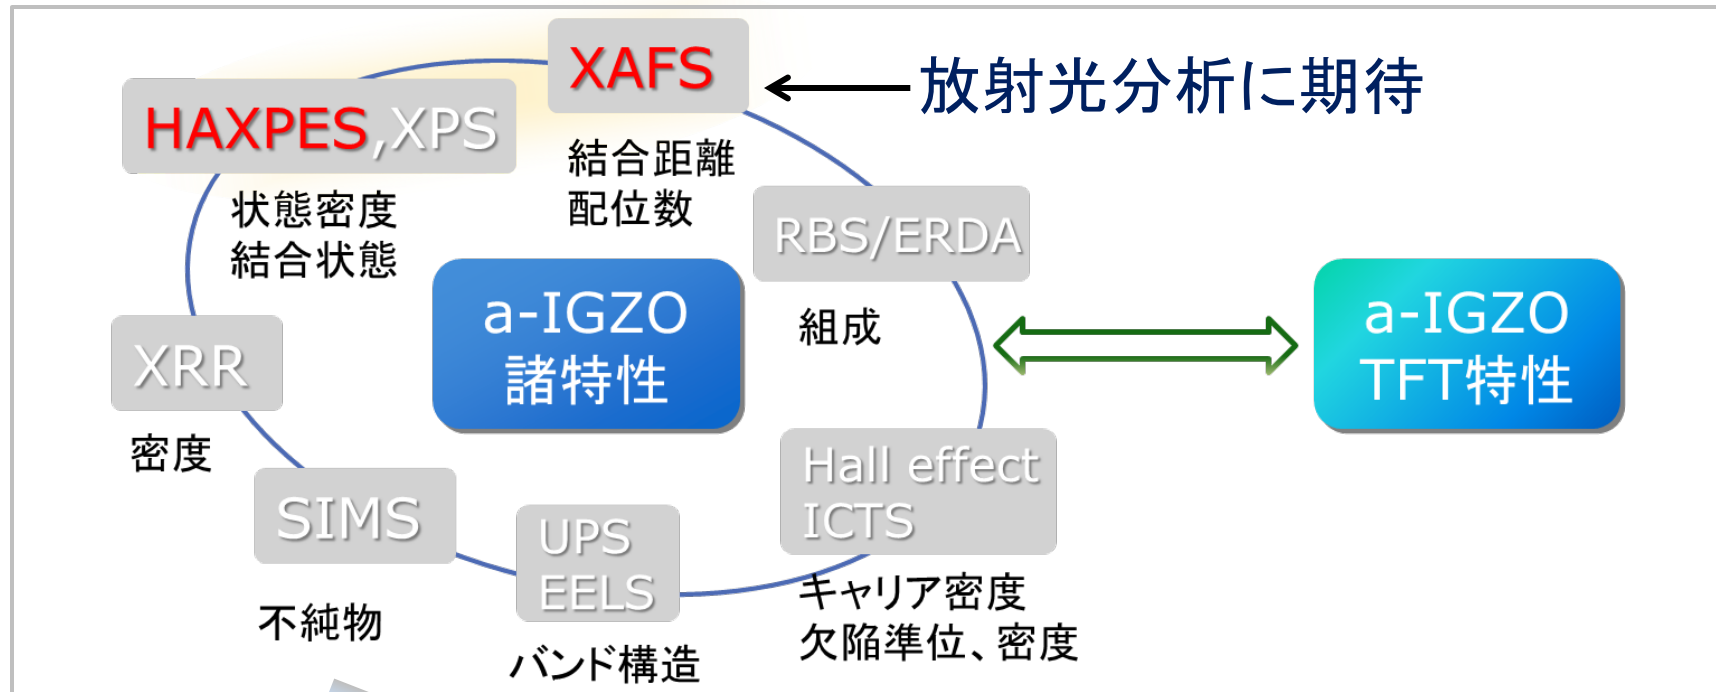 XAFS
放射光分析に期待
HAXPES,XPS
結合距離
配位数
状態密度
結合状態
RBS/ERDA
組成
a-IGZO
諸特性
a-IGZO
TFT特性
XRR
密度
Hall effect
ICTS
SIMS
UPS
EELS
キャリア密度
欠陥準位、密度
不純物
バンド構造